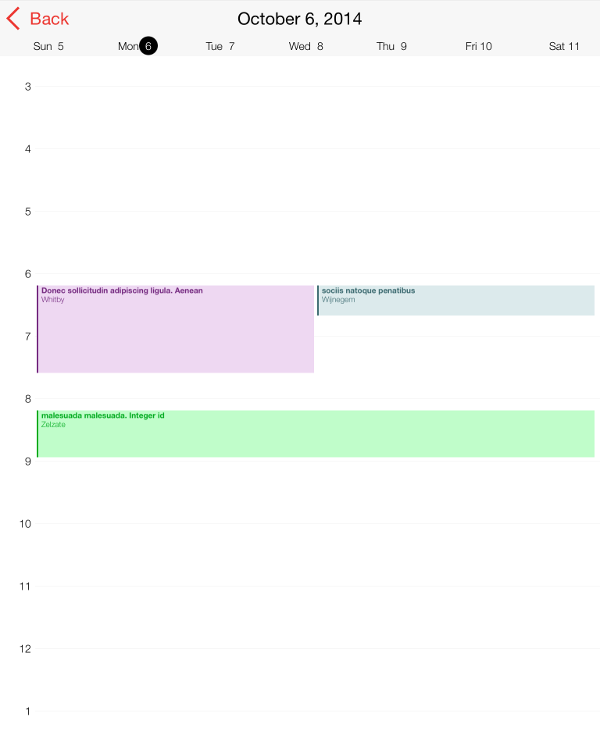 Back
October 6, 2014
Sun 5 Mon 6 Tue 7 Wed 8 Thu 9 Fri 10 Sat 11
3
4
5
6
Donec sollicitudin adipiscing ligula. Aenean
Whitby
sociis natoque penatibus
Wijnegem
7
8
malesuada malesuada. Integer id
Zelzate
9
10
11
12
1